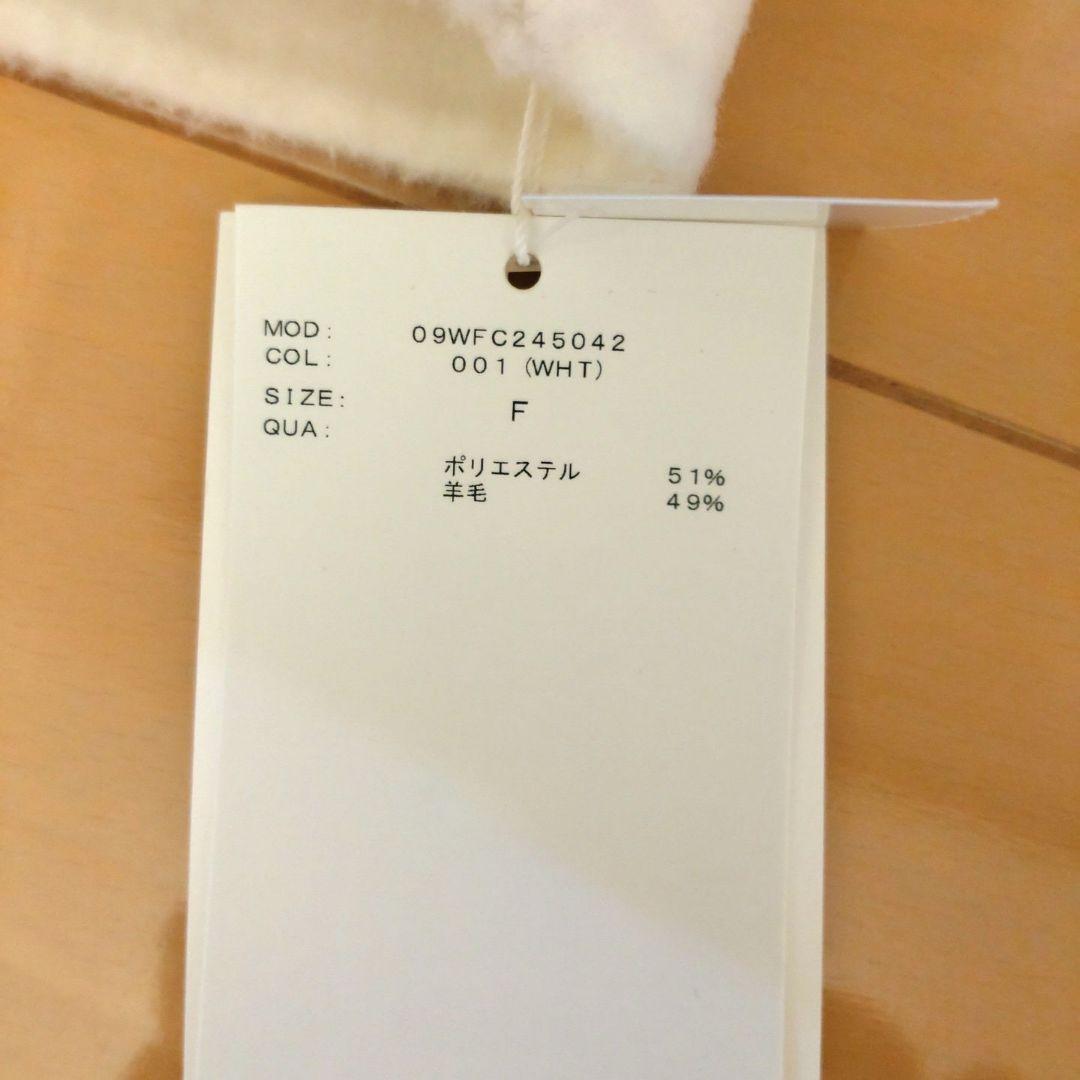 MOD: 09WFC245042
COL: 001 (WHT)
SIZE: F
QUA:
ポリエステル 51%
羊毛 49%